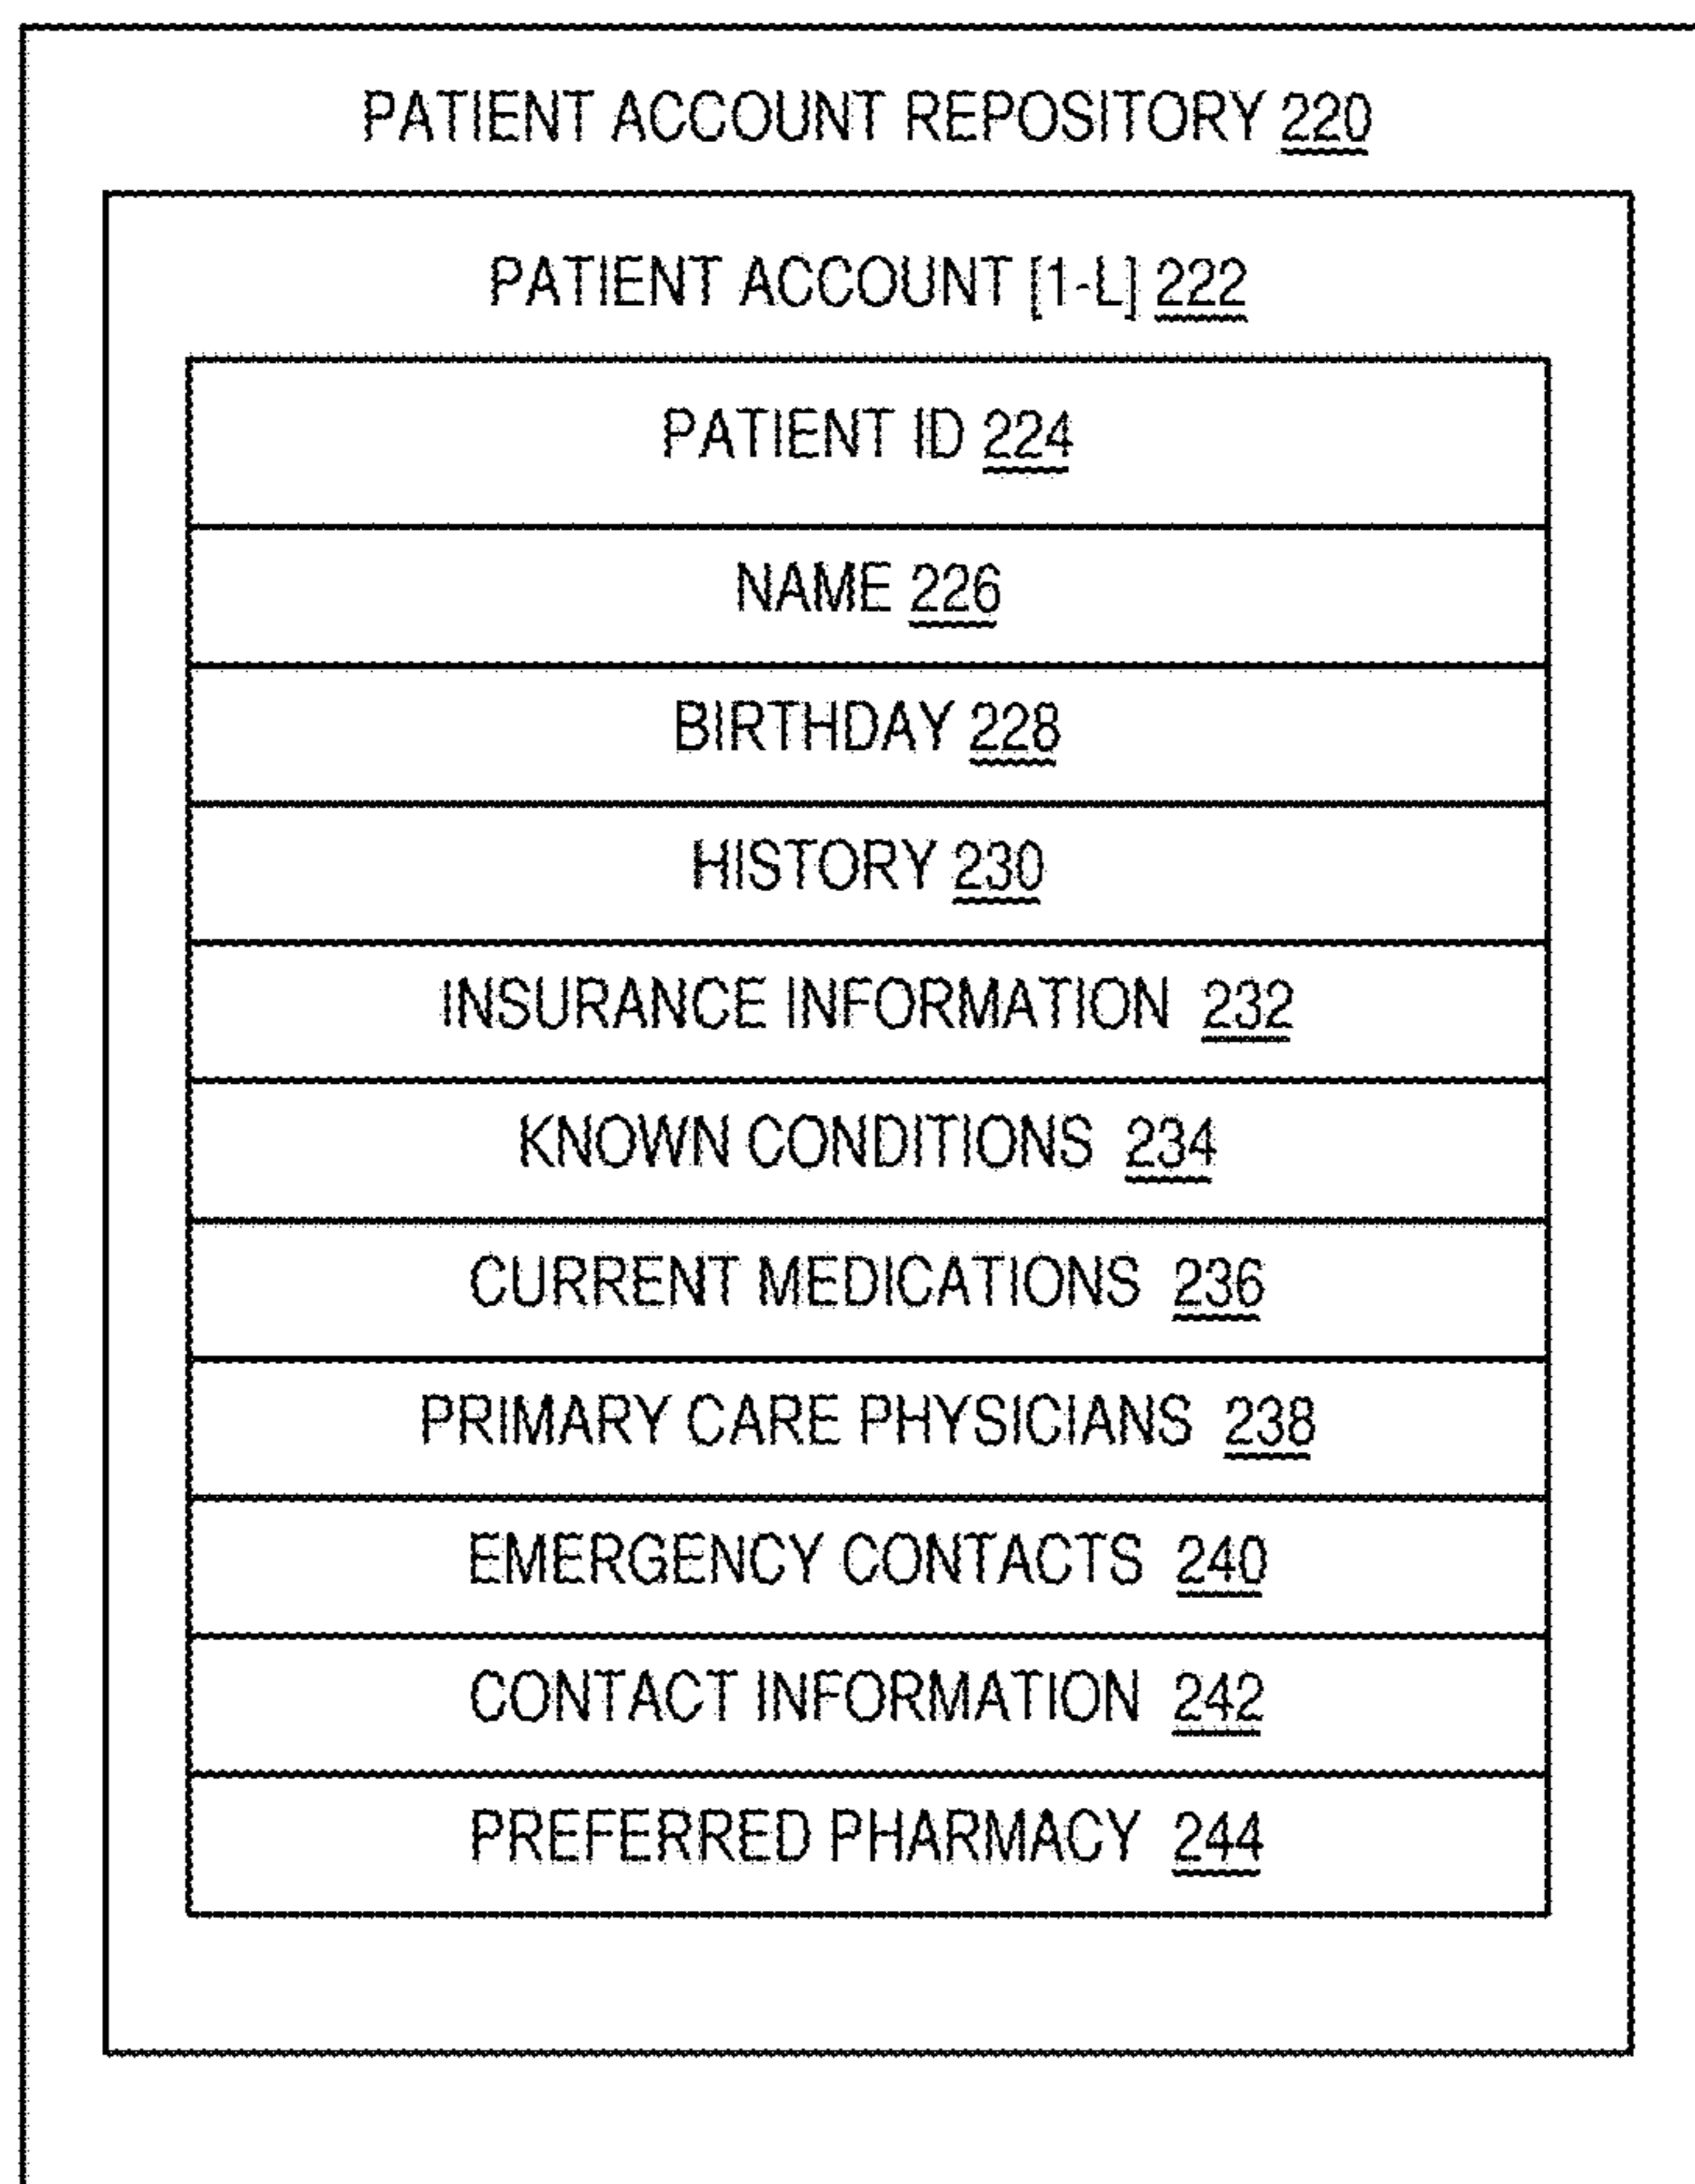 PATIENT ACCOUNT REPOSITORY 220
PATIENT ACCOUNT [1-L] 222
PATIENT ID 224
NAME 226
BIRTHDAY 228
HISTORY 230
INSURANCE INFORMATION 232
KNOWN CONDITIONS 234
CURRENT MEDICATIONS 236
PRIMARY CARE PHYSICIANS 238
EMERGENCY CONTACTS 240
CONTACT INFORMATION 242
PREFERRED PHARMACY 244